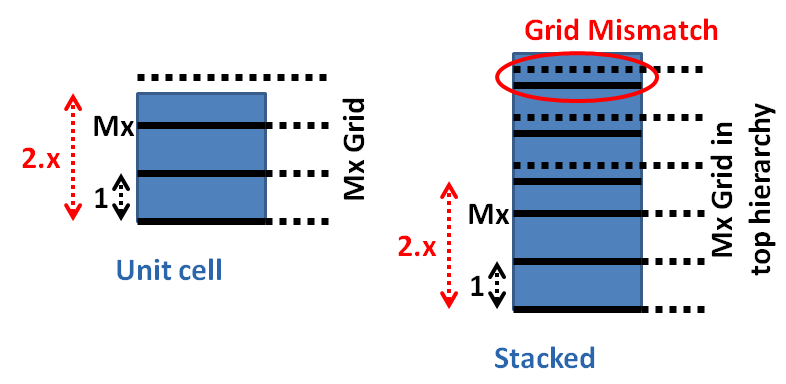 Grid Mismatch
Mx
2.x
1
Mx Grid
Unit cell
Mx
2.x
1
Mx Grid in
top hierarchy
Stacked